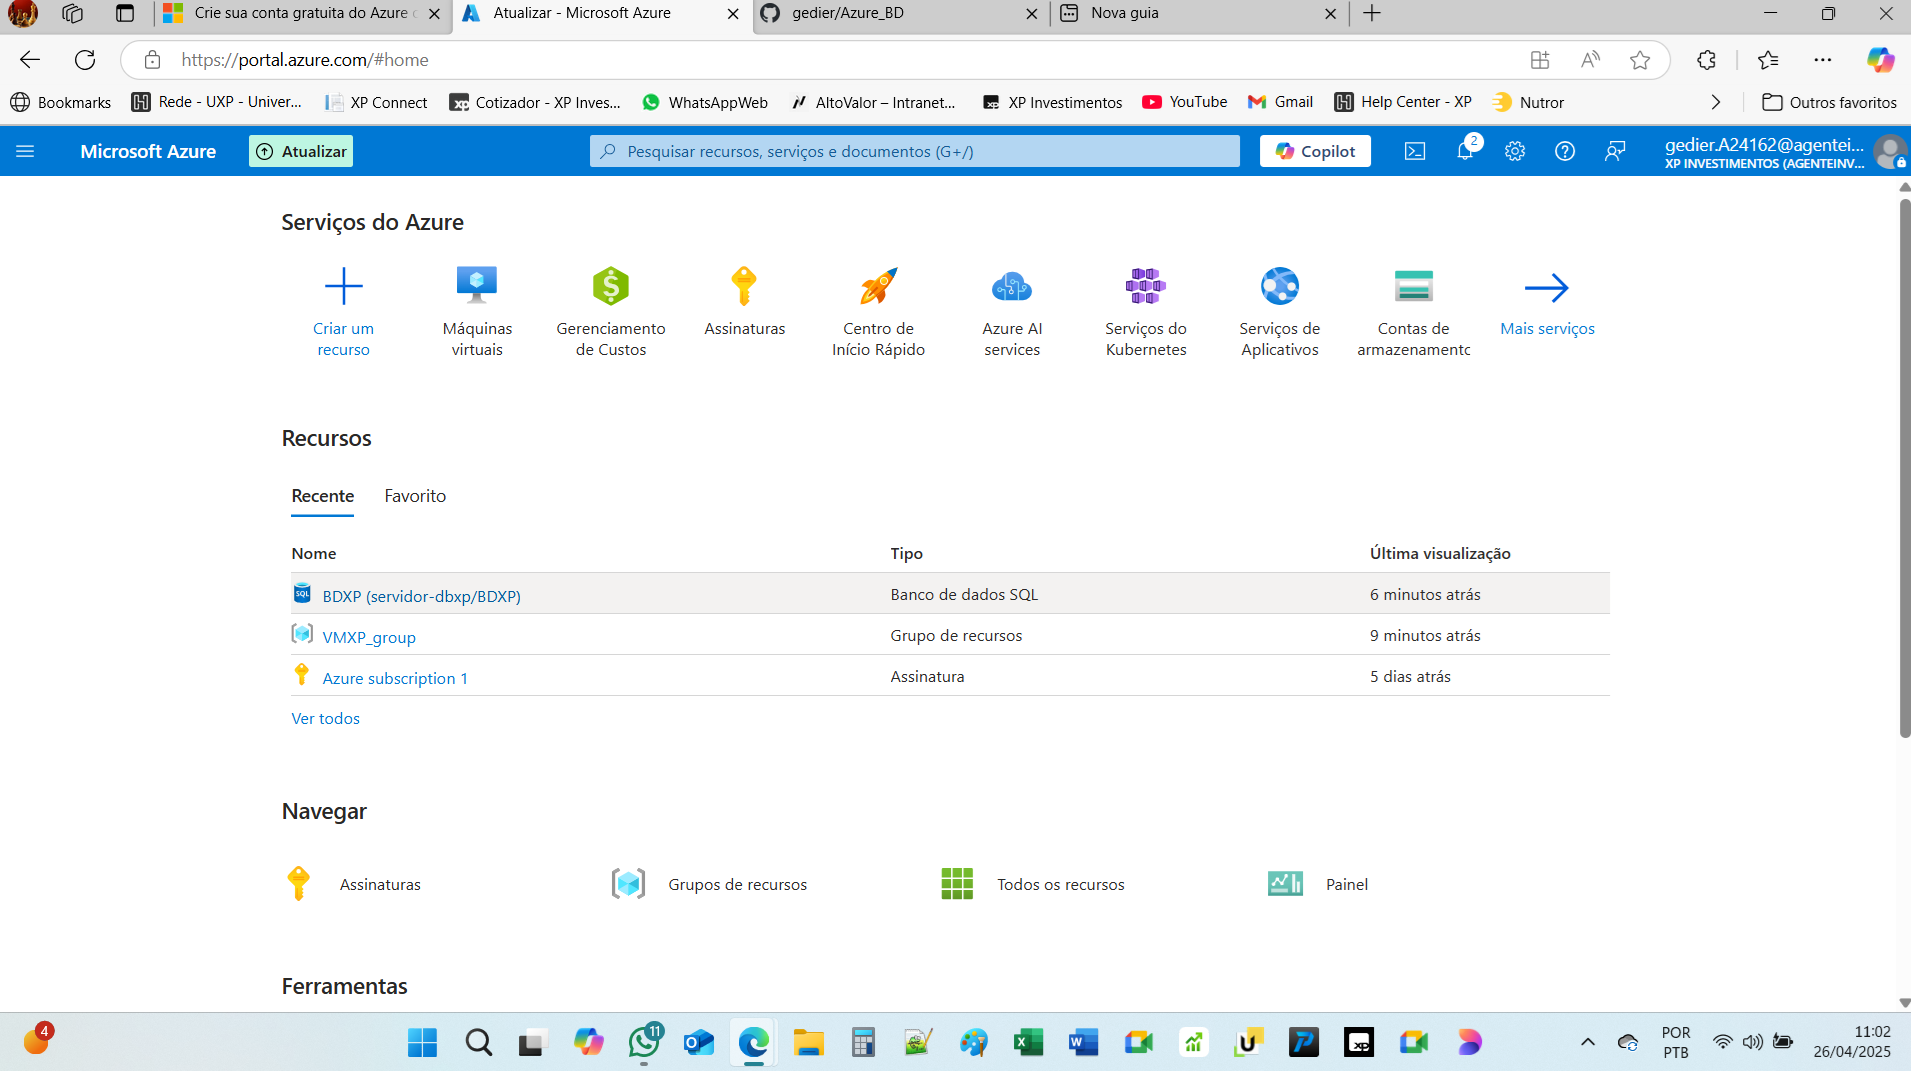 Crie sua conta gratuita do Azure
Atualizar - Microsoft Azure
gedier/Azure_BD
Nova guia
https://portal.azure.com/#home
Bookmarks
Rede - UXP - Univer...
XP Connect
Cotizador - XP Inves...
WhatsAppWeb
AltoValor – Intranet...
XP Investimentos
YouTube
Gmail
Help Center - XP
Nutror
Outros favoritos
Microsoft Azure
Atualizar
Pesquisar recursos, serviços e documentos (G+/)
Copilot
2
gedier.A24162@agentei...
XP INVESTIMENTOS (AGENTEINV...
Serviços do Azure
Criar um
recurso
Máquinas
virtuais
Gerenciamento
de Custos
Assinaturas
Centro de
Início Rápido
Azure AI
services
Serviços do
Kubernetes
Serviços de
Aplicativos
Contas de
armazenamento
Mais serviços
Recursos
Recente
Favorito
Nome
Tipo
Última visualização
SQL
BDXP (servidor-dbxp/BDXP)
Banco de dados SQL
6 minutos atrás
VMXP_group
Grupo de recursos
9 minutos atrás
Azure subscription 1
Assinatura
5 dias atrás
Ver todos
Navegar
Assinaturas
Grupos de recursos
Todos os recursos
Painel
Ferramentas
4
11
xp
POR
PTB
11:02
26/04/2025